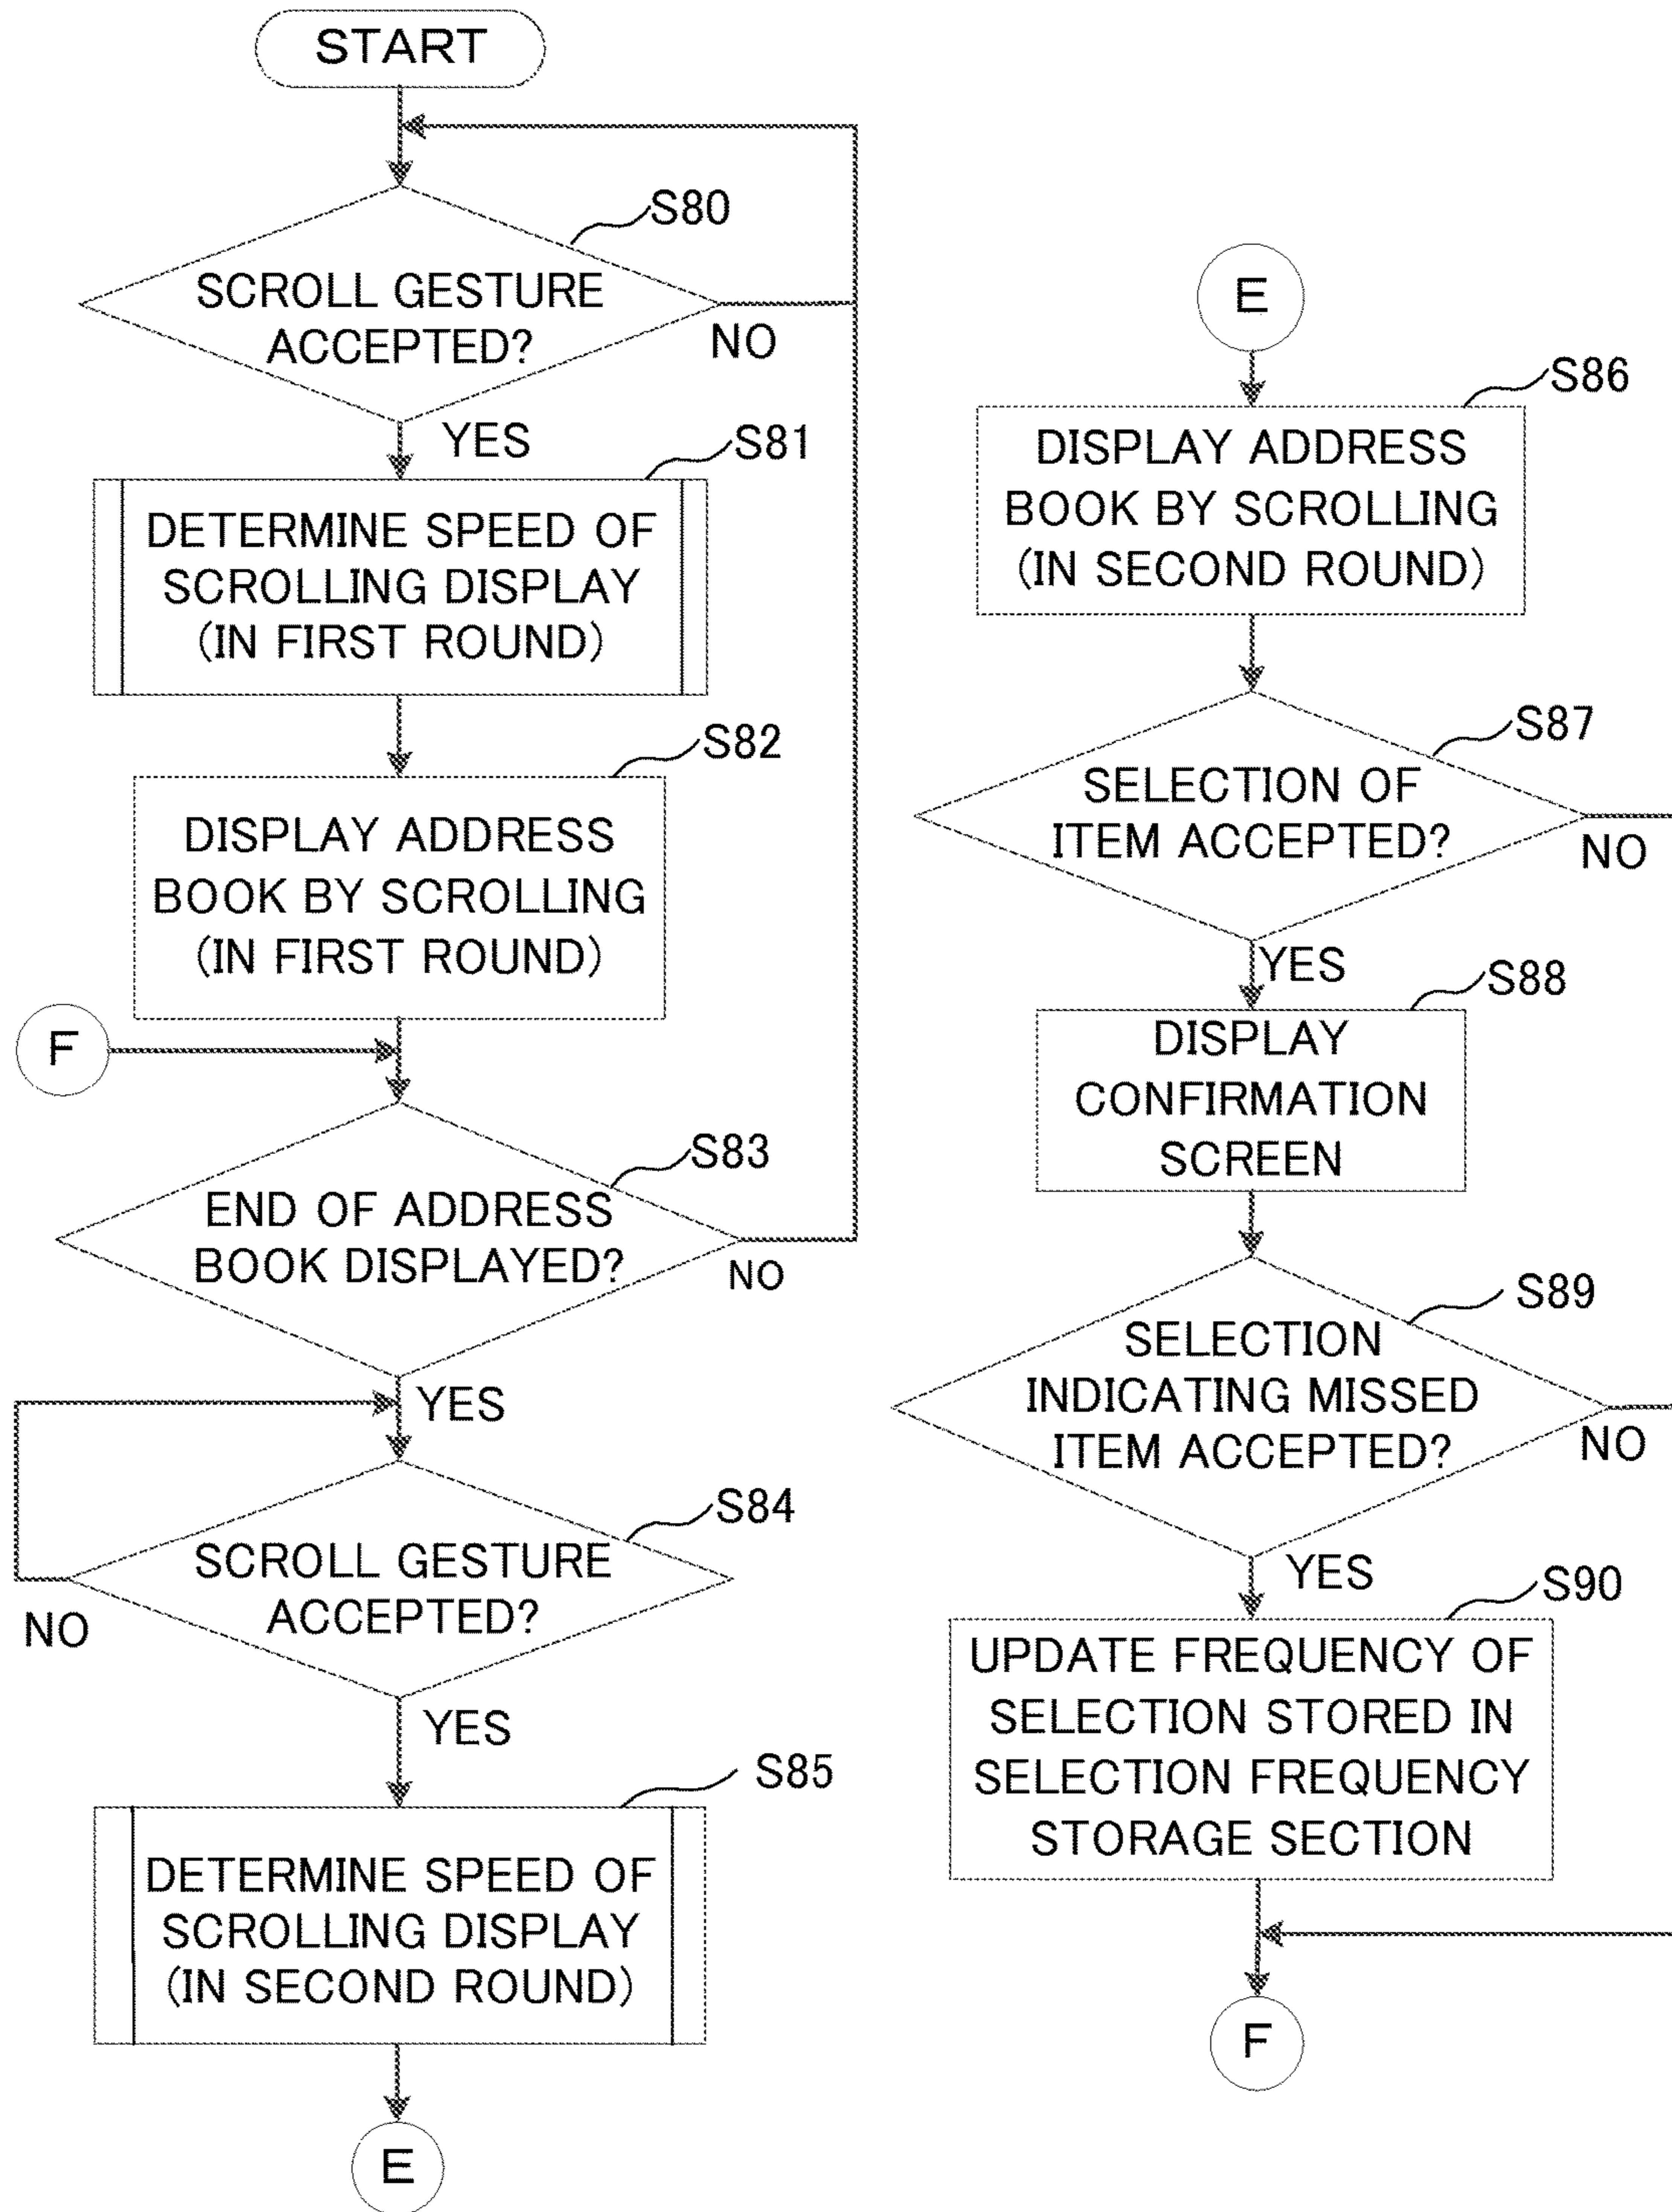 START
S80
SCROLL GESTURE
ACCEPTED?
NO
YES
S81
DETERMINE SPEED OF
SCROLLING DISPLAY
(IN FIRST ROUND)
S82
DISPLAY ADDRESS
BOOK BY SCROLLING
(IN FIRST ROUND)
F
S83
END OF ADDRESS
BOOK DISPLAYED?
NO
YES
S84
SCROLL GESTURE
ACCEPTED?
NO
YES
S85
DETERMINE SPEED OF
SCROLLING DISPLAY
(IN SECOND ROUND)
E
E
S86
DISPLAY ADDRESS
BOOK BY SCROLLING
(IN SECOND ROUND)
S87
SELECTION OF
ITEM ACCEPTED?
NO
YES
S88
DISPLAY
CONFIRMATION
SCREEN
S89
SELECTION
INDICATING MISSED
ITEM ACCEPTED?
NO
YES
S90
UPDATE FREQUENCY OF
SELECTION STORED IN
SELECTION FREQUENCY
STORAGE SECTION
F